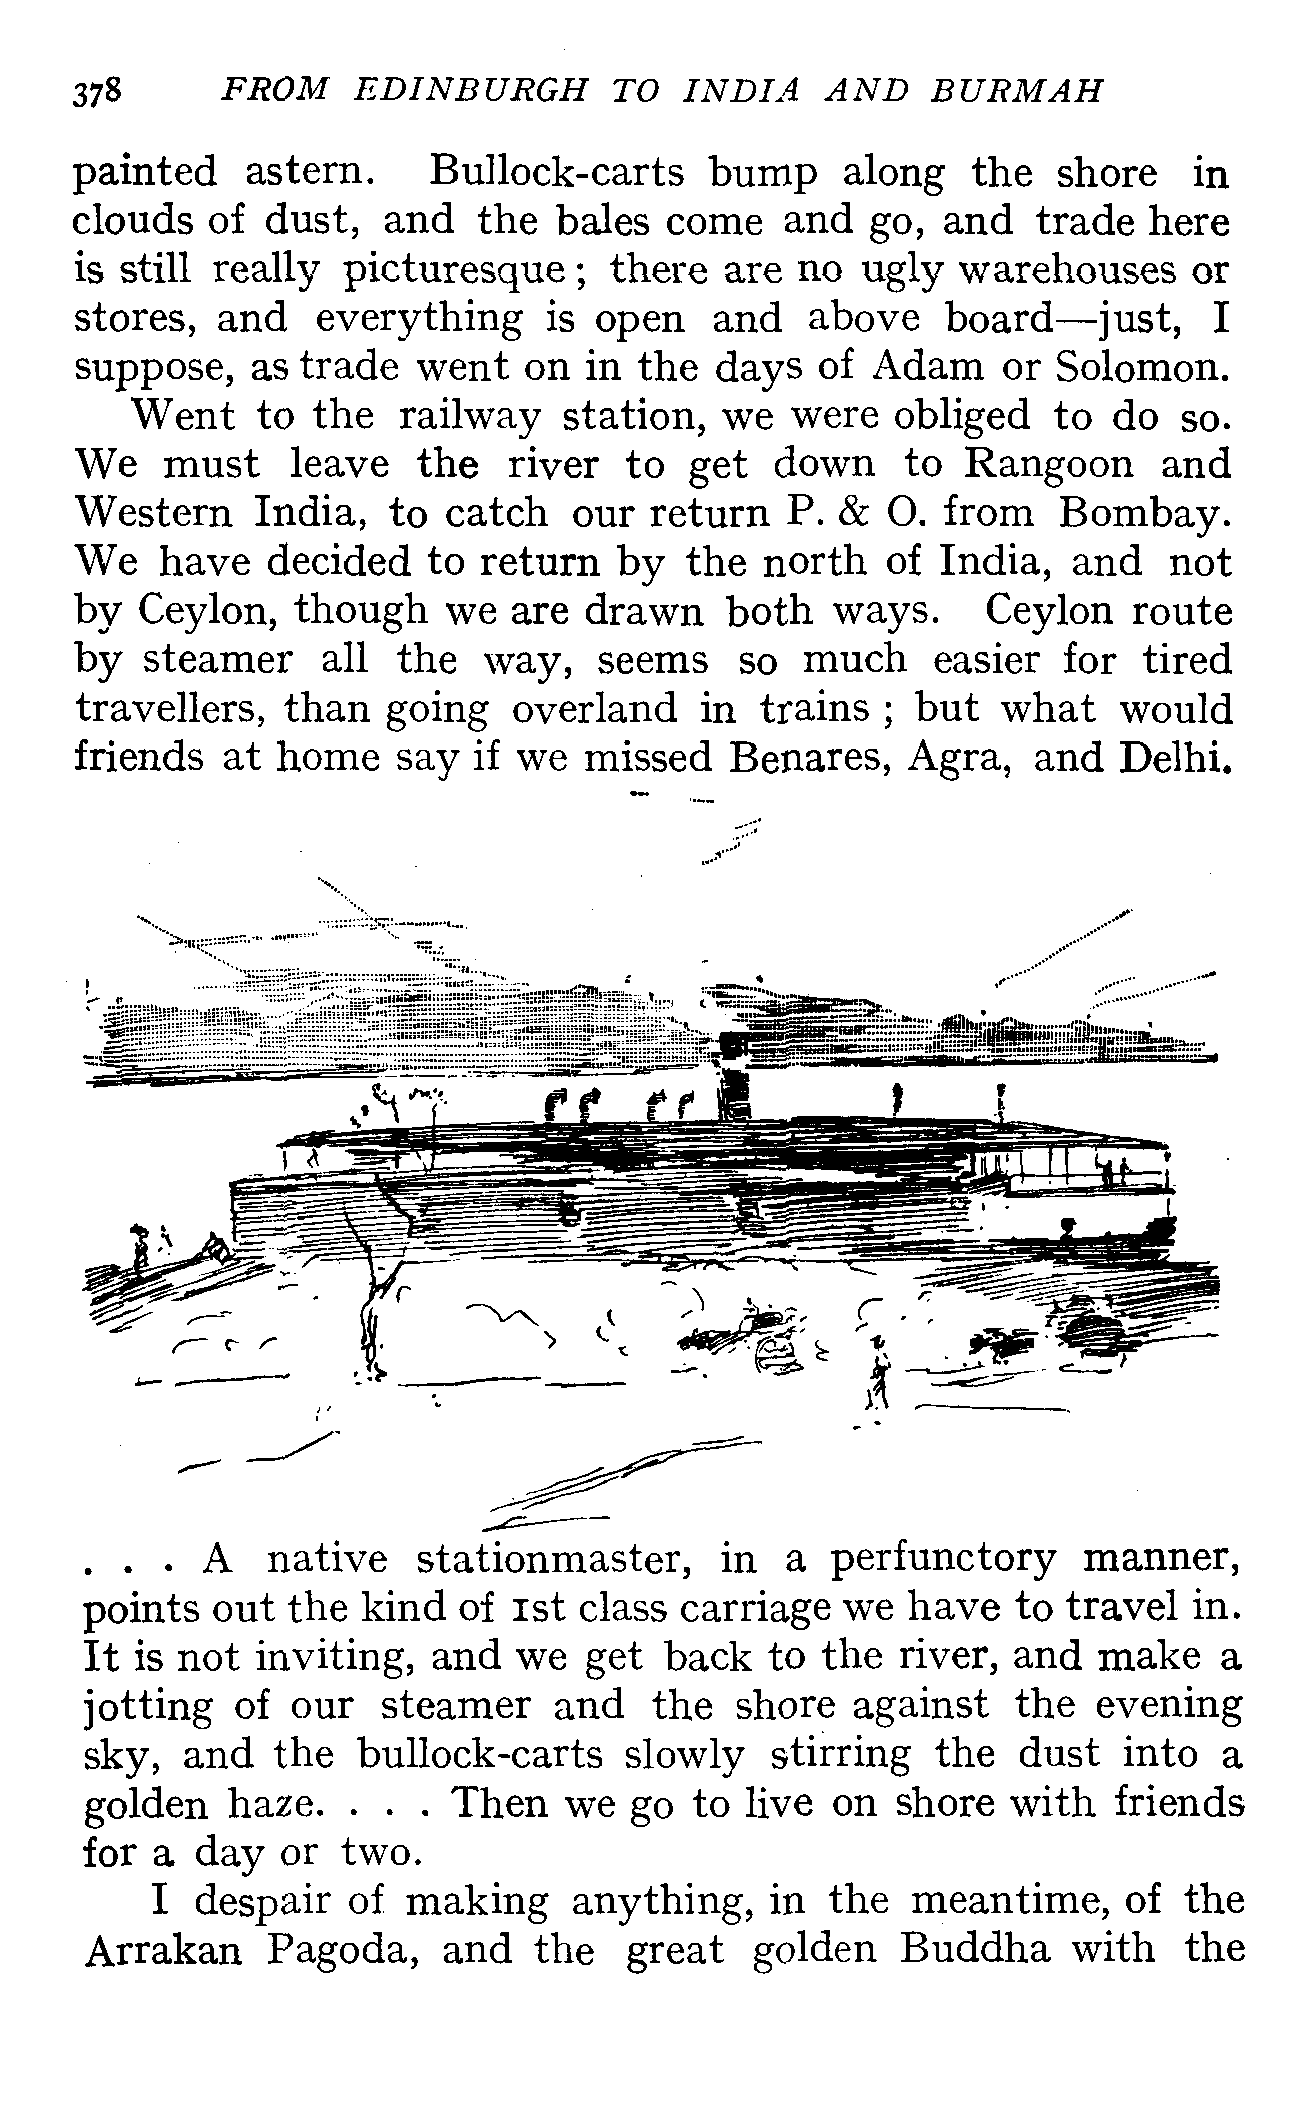 378 FROM EDINBURGH TO INDIA AND BURMAH
painted astern. Bullock-carts bump along the shore in
clouds of dust, and the bales come and go, and trade here
is still really picturesque ; there are no ugly warehouses or
stores, and everything is open and above board—just, I
suppose, as trade went on in the days of Adam or Solomon.
Went to the railway station, we were obliged to do so.
We must leave the river to get down to Rangoon and
Western India, to catch our return P. & O. from Bombay.
We have decided to return by the north of India, and not
by Ceylon, though we are drawn both ways. Ceylon route
by steamer all the way, seems so much easier for tired
travellers, than going overland in trains ; but what would
friends at home say if we missed Benares, Agra, and Delhi.
. . . A native stationmaster, in a perfunctory manner,
points out the kind of 1st class carriage we have to travel in.
It is not inviting, and we get back to the river, and make a
jotting of our steamer and the shore against the evening
sky, and the bullock-carts slowly stirring the dust into a
golden haze. . . . Then we go to live on shore with friends
for a day or two.
I despair of making anything, in the meantime, of the
Arrakan Pagoda, and the great golden Buddha with the